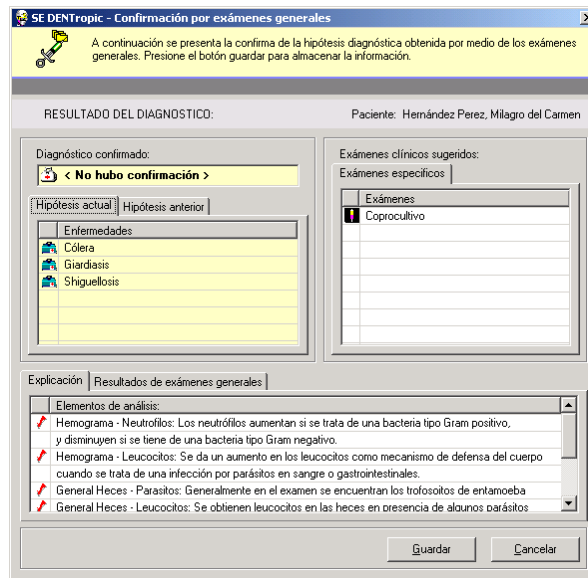 SE DENTropic - Confirmación por exámenes generales
A continuación se presenta la confirma de la hipótesis diagnóstica obtenida por medio de los exámenes
generales. Presione el botón guardar para almacenar la información.
RESULTADO DEL DIAGNOSTICO:
Paciente: Hernández Perez, Milagro del Carmen
Diagnóstico confirmado:
< No hubo confirmación >
Hipótesis actual
Hipótesis anterior
Enfermedades
Cólera
Giardiasis
Shiguellosis
Exámenes clínicos sugeridos:
Exámenes especificos
Exámenes
Coprocultivo
Explicación
Resultados de exámenes generales
Elementos de análisis:
Hemograma - Neutrofilos: Los neutrófilos aumentan si se trata de una bacteria tipo Gram positivo,
y disminuyen si se tiene de una bacteria tipo Gram negativo.
Hemograma - Leucocitos: Se da un aumento en los leucocitos como mecanismo de defensa del cuerpo
cuando se trata de una infección por parásitos en sangre o gastrointestinales.
General Heces - Parasitos: Generalmente en el examen se encuentran los trofosoitos de entamoeba
General Heces - Leucocitos: Se obtienen leucocitos en las heces en presencia de algunos parásitos
Guardar
Cancelar